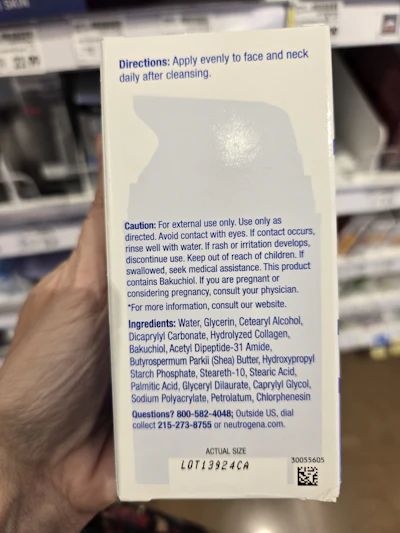 Directions: Apply evenly to face and neck
daily after cleansing.
Caution: For external use only. Use only as
directed. Avoid contact with eyes. If contact occurs,
rinse well with water. If rash or irritation develops,
discontinue use. Keep out of reach of children. If
swallowed, seek medical assistance. This product
contains Bakuchiol. If you are pregnant or
considering pregnancy, consult your physician.
*For more information, consult our website.
Ingredients: Water, Glycerin, Cetearyl Alcohol,
Dicaprylyl Carbonate, Hydrolyzed Collagen,
Bakuchiol, Acetyl Dipeptide-31 Amide,
Butyrospermum Parkii (Shea) Butter, Hydroxypropyl
Starch Phosphate, Steareth-10, Stearic Acid,
Palmitic Acid, Glyceryl Dilaurate, Caprylyl Glycol,
Sodium Polyacrylate, Petrolatum, Chlorphenesin
Questions? 800-582-4048; Outside US, dial
collect 215-273-8755 or neutrogena.com.
ACTUAL SIZE
LOT13924CA
30055605